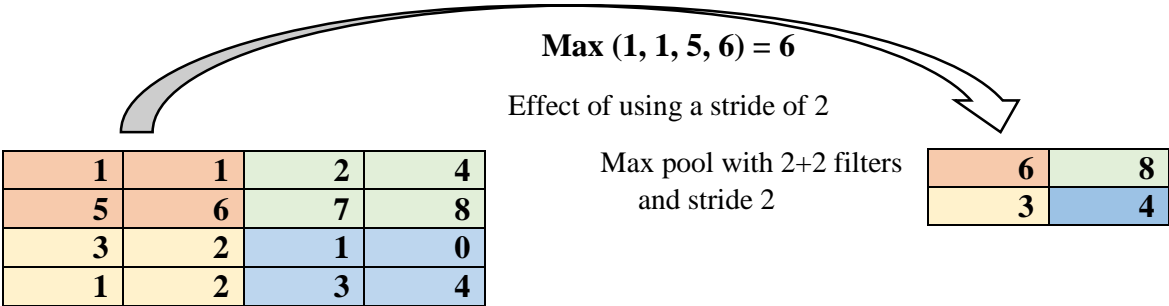 Max (1, 1, 5, 6) = 6
Effect of using a stride of 2
Max pool with 2+2 filters
and stride 2
1 1 2 4
5 6 7 8
3 2 1 0
1 2 3 4
6 8
3 4